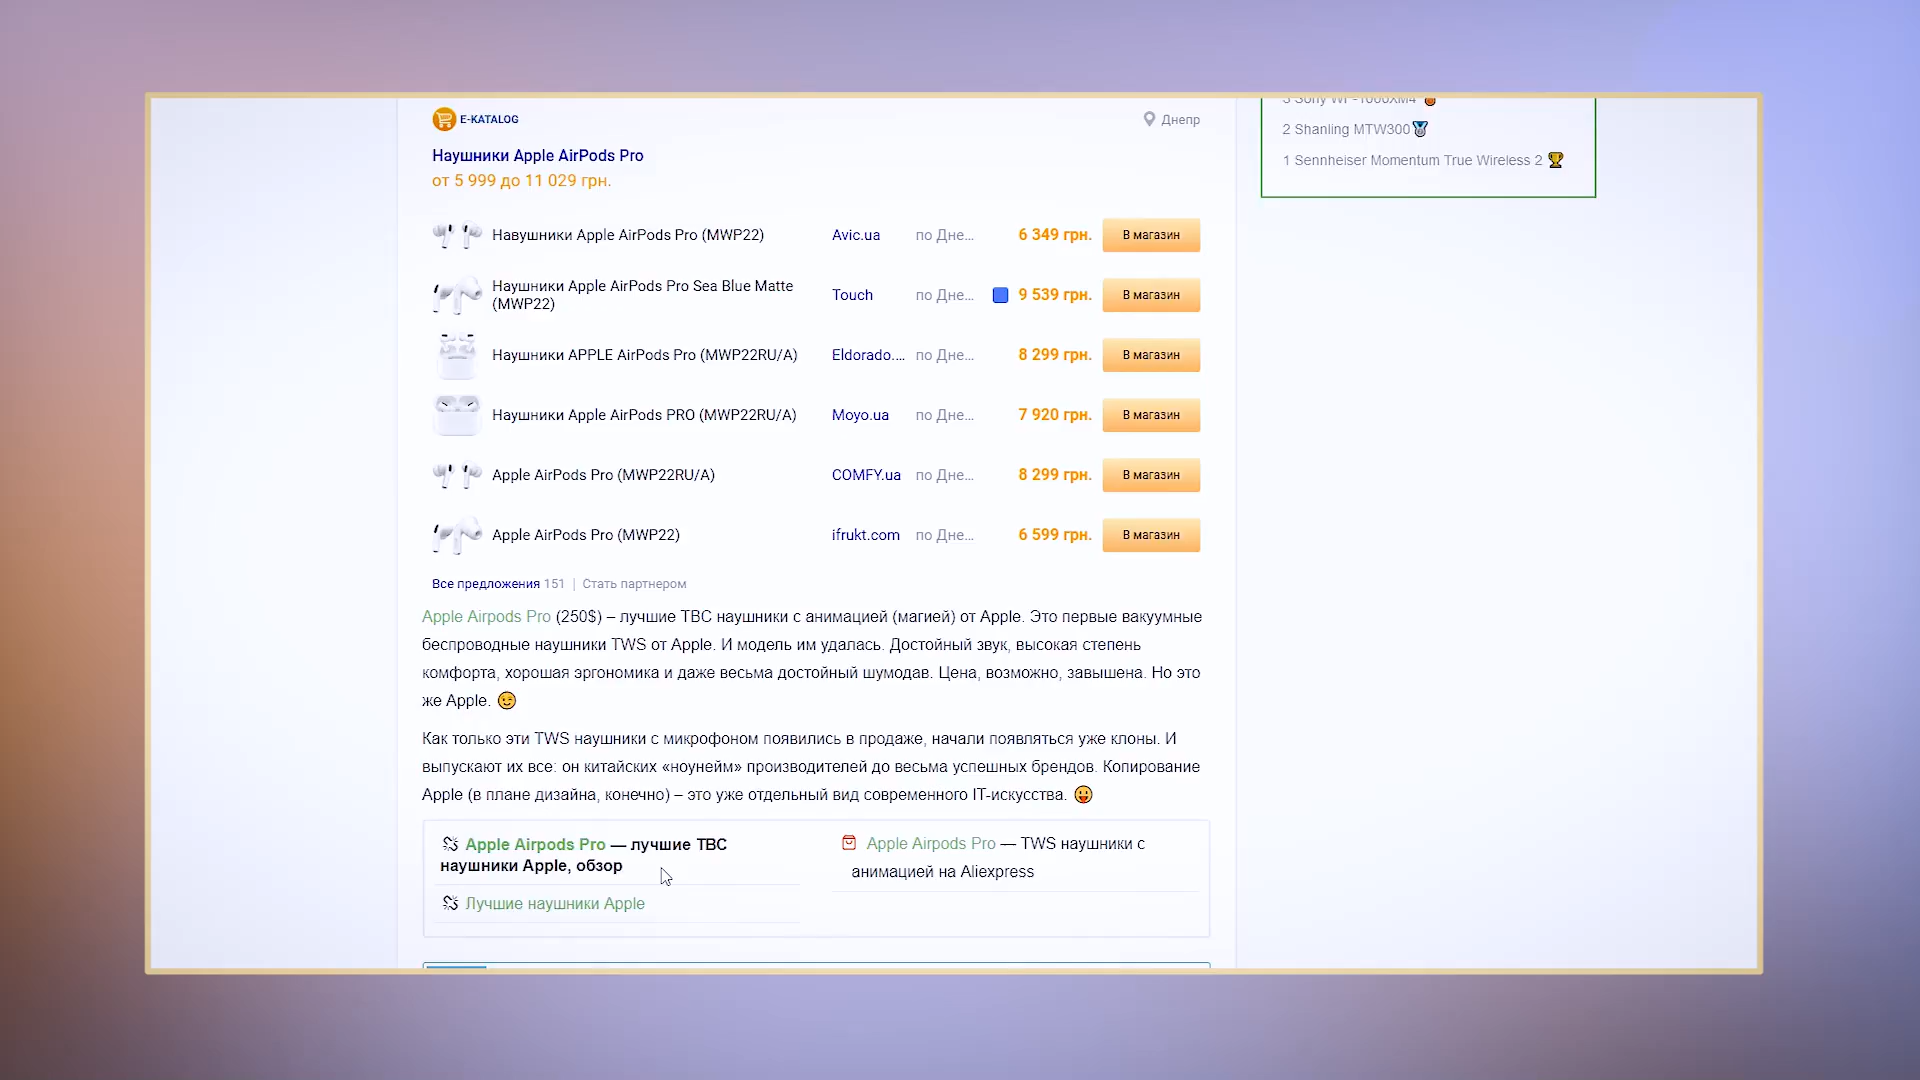 E-KATALOG
Днепр
Наушники Apple AirPods Pro
от 5 999 до 11 029 грн.
Навушники Apple AirPods Pro (MWP22) Avic.ua по Дне... 6 349 грн. В магазин
Наушники Apple AirPods Pro Sea Blue Matte
(MWP22) Touch по Дне... 9 539 грн. В магазин
Наушники APPLE AirPods Pro (MWP22RU/A) Eldorado.... по Дне... 8 299 грн. В магазин
Наушники Apple AirPods PRO (MWP22RU/A) Moyo.ua по Дне... 7 920 грн. В магазин
Apple AirPods Pro (MWP22RU/A) COMFY.ua по Дне... 8 299 грн. В магазин
Apple AirPods Pro (MWP22) ifrukt.com по Дне... 6 599 грн. В магазин
Все предложения 151 | Стать партнером
Apple Airpods Pro (250$) – лучшие ТВС наушники с анимацией (магией) от Apple. Это первые вакуумные
беспроводные наушники TWS от Apple. И модель им удалась. Достойный звук, высокая степень
комфорта, хорошая эргономика и даже весьма достойный шумодав. Цена, возможно, завышена. Но это
же Apple. 😉
Как только эти TWS наушники с микрофоном появились в продаже, начали появляться уже клоны. И
выпускают их все: он китайских «ноунейм» производителей до весьма успешных брендов. Копирование
Apple (в плане дизайна, конечно) – это уже отдельный вид современного IT-искусства. 😛
Apple Airpods Pro — лучшие ТВС
наушники Apple, обзор
Лучшие наушники Apple
Apple Airpods Pro — TWS наушники с
анимацией на Aliexpress
3 Sony WF-1000XM4
2 Shanling MTW300
1 Sennheiser Momentum True Wireless 2